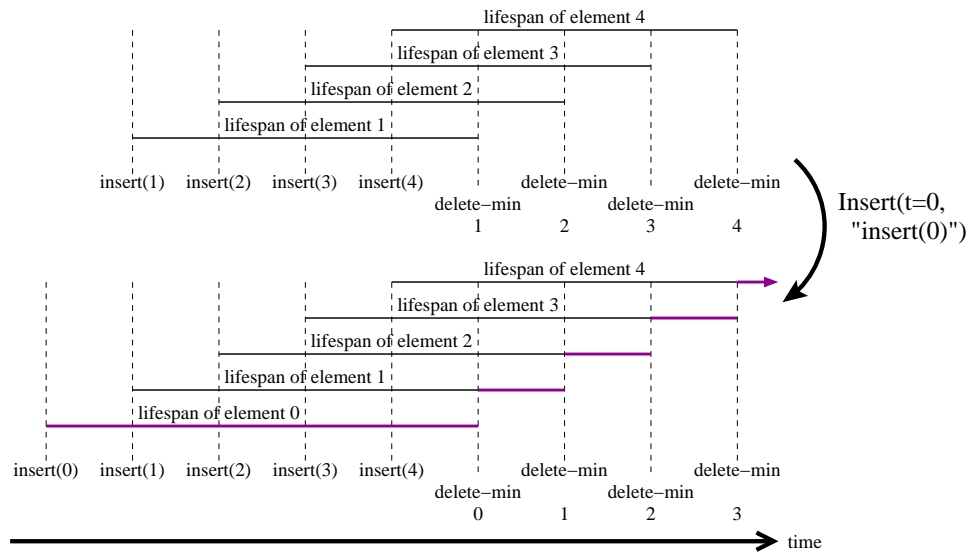 lifespan of element 4
lifespan of element 3
lifespan of element 2
lifespan of element 1
insert(1) insert(2) insert(3) insert(4) delete−min delete−min
delete−min delete−min
1 2 3 4
Insert(t=0,
"insert(0)")
lifespan of element 4
lifespan of element 3
lifespan of element 2
lifespan of element 1
lifespan of element 0
insert(0) insert(1) insert(2) insert(3) insert(4) delete−min delete−min
delete−min delete−min
0 1 2 3
time